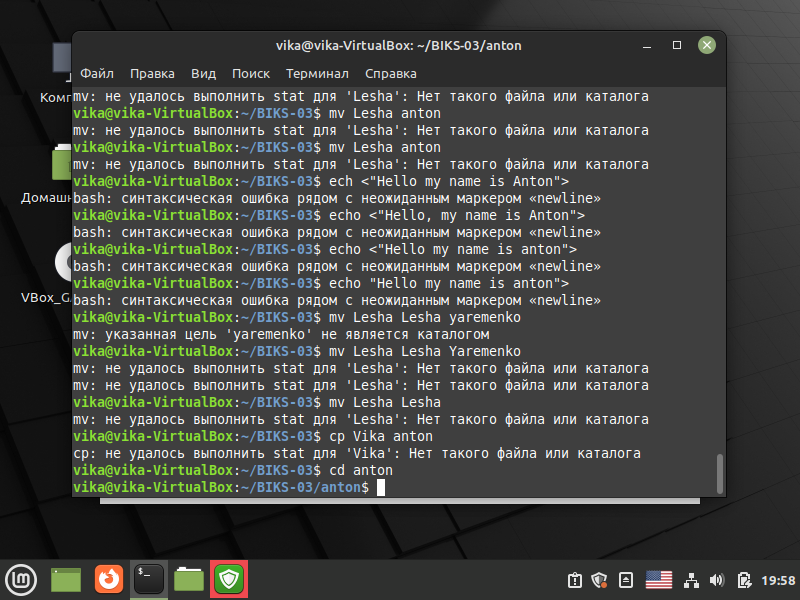 vika@vika-VirtualBox: ~/BIKS-03/anton
Файл Правка Вид Поиск Терминал Справка
mv: не удалось выполнить stat для 'Lesha': Нет такого файла или каталога
vika@vika-VirtualBox:~/BIKS-03$ mv Lesha anton
mv: не удалось выполнить stat для 'Lesha': Нет такого файла или каталога
vika@vika-VirtualBox:~/BIKS-03$ mv Lesha anton
mv: не удалось выполнить stat для 'Lesha': Нет такого файла или каталога
vika@vika-VirtualBox:~/BIKS-03$ ech <"Hello my name is Anton">
bash: синтаксическая ошибка рядом с неожиданным маркером «newline»
vika@vika-VirtualBox:~/BIKS-03$ echo <"Hello, my name is Anton">
bash: синтаксическая ошибка рядом с неожиданным маркером «newline»
vika@vika-VirtualBox:~/BIKS-03$ echo <"Hello my name is anton">
bash: синтаксическая ошибка рядом с неожиданным маркером «newline»
vika@vika-VirtualBox:~/BIKS-03$ echo "Hello my name is anton">
bash: синтаксическая ошибка рядом с неожиданным маркером «newline»
vika@vika-VirtualBox:~/BIKS-03$ mv Lesha yaremenko
mv: указанная цель 'yaremenko' не является каталогом
vika@vika-VirtualBox:~/BIKS-03$ mv Lesha Lesha Yaremenko
mv: не удалось выполнить stat для 'Lesha': Нет такого файла или каталога
mv: не удалось выполнить stat для 'Lesha': Нет такого файла или каталога
vika@vika-VirtualBox:~/BIKS-03$ mv Lesha Lesha
mv: не удалось выполнить stat для 'Lesha': Нет такого файла или каталога
vika@vika-VirtualBox:~/BIKS-03$ cp Vika anton
cp: не удалось выполнить stat для 'Vika': Нет такого файла или каталога
vika@vika-VirtualBox:~/BIKS-03$ cd anton
vika@vika-VirtualBox:~/BIKS-03/anton$
19:58